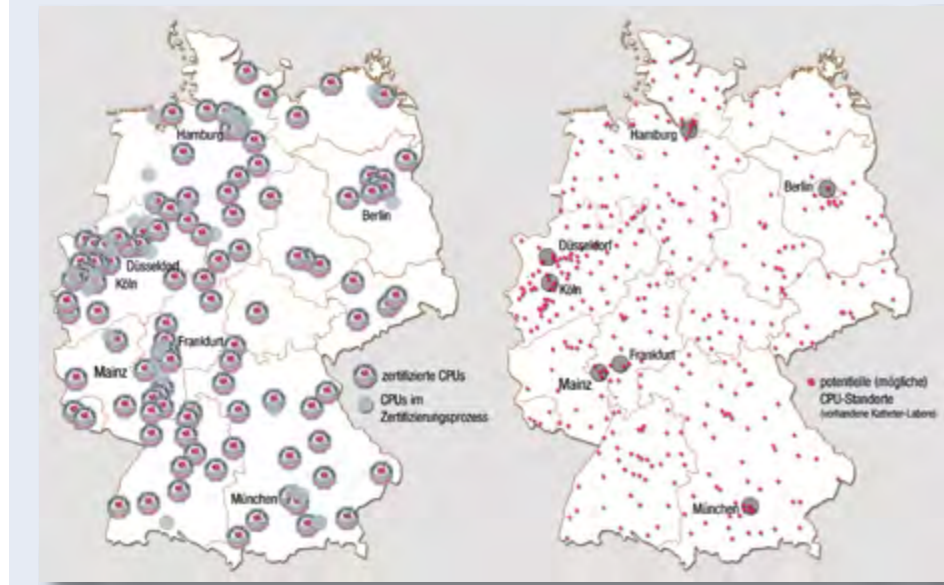 Hamburg
Berlin
Düsseldorf
Köln
Frankfurt
Mainz
München
zertifizierte CPUs
CPUs im
Zertifizierungsprozess
Hamburg
Berlin
Düsseldorf
Köln
Frankfurt
Mainz
München
potentielle (mögliche)
CPU-Standorte
(vorhandene Katheter-Labore)